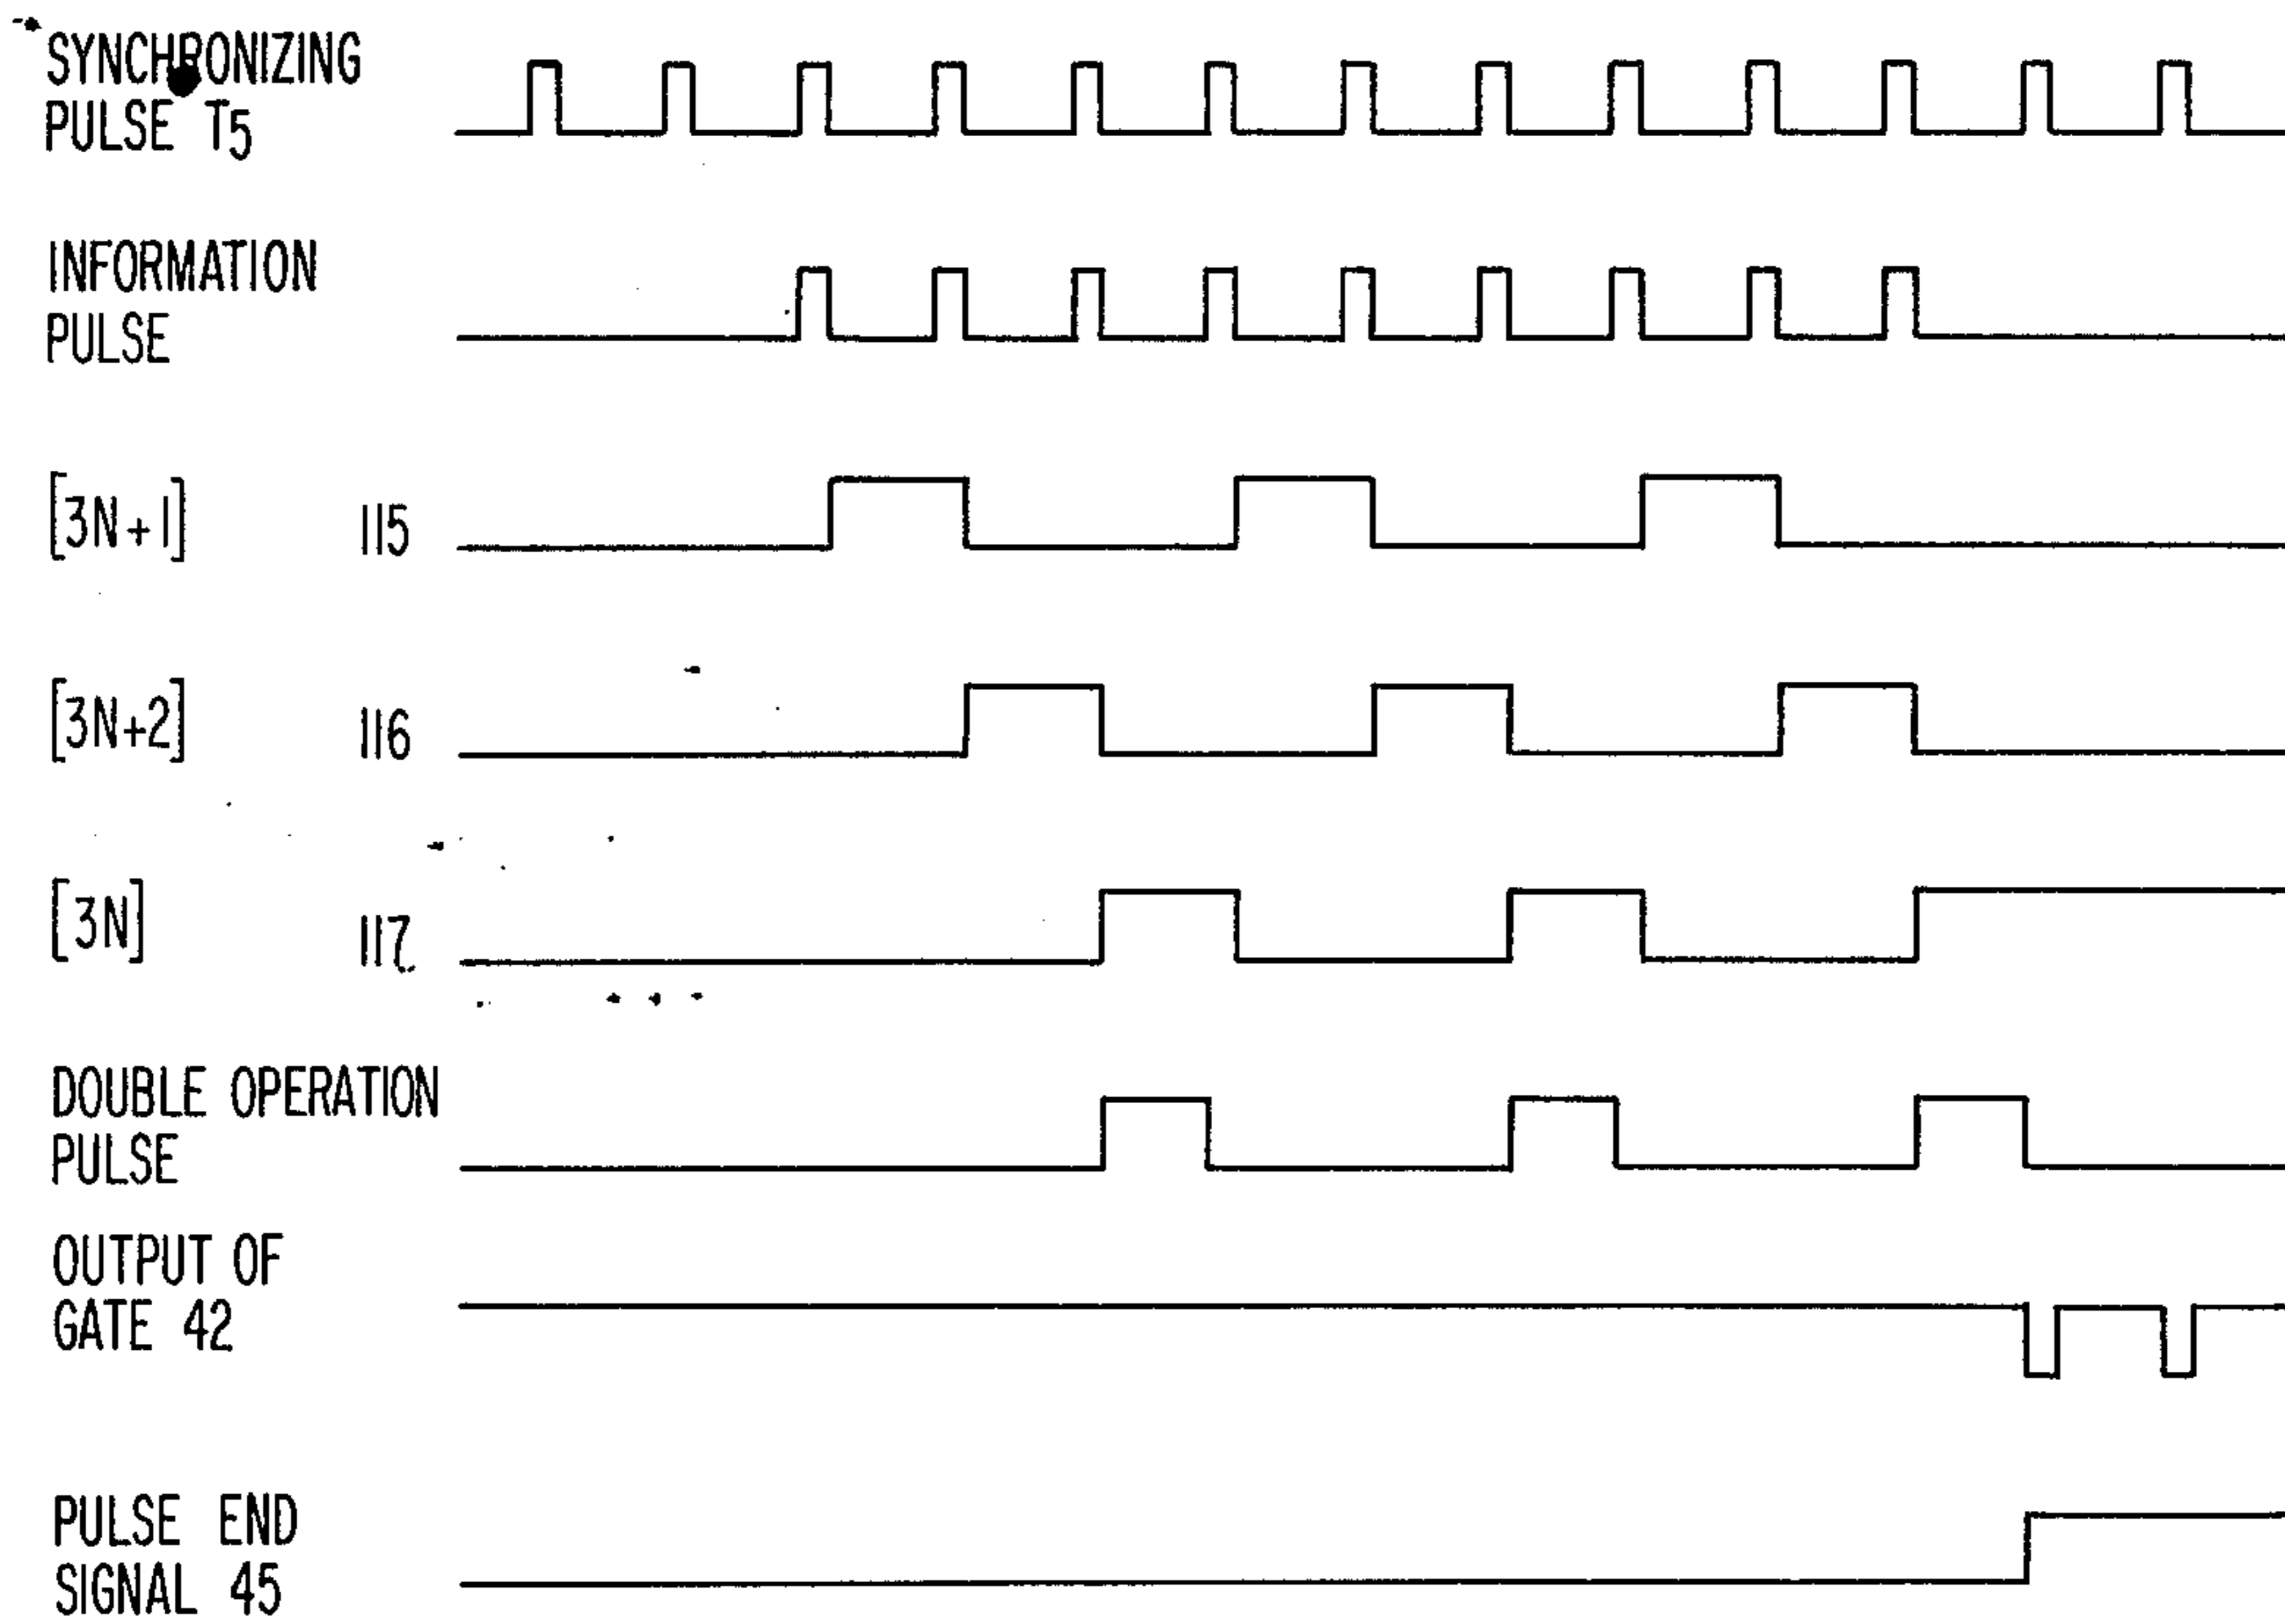 SYNCHRONIZING
PULSE T5
INFORMATION
PULSE
[3N+1] 115
[3N+2] 116
[3N] 117
DOUBLE OPERATION
PULSE
OUTPUT OF
GATE 42
PULSE END
SIGNAL 45